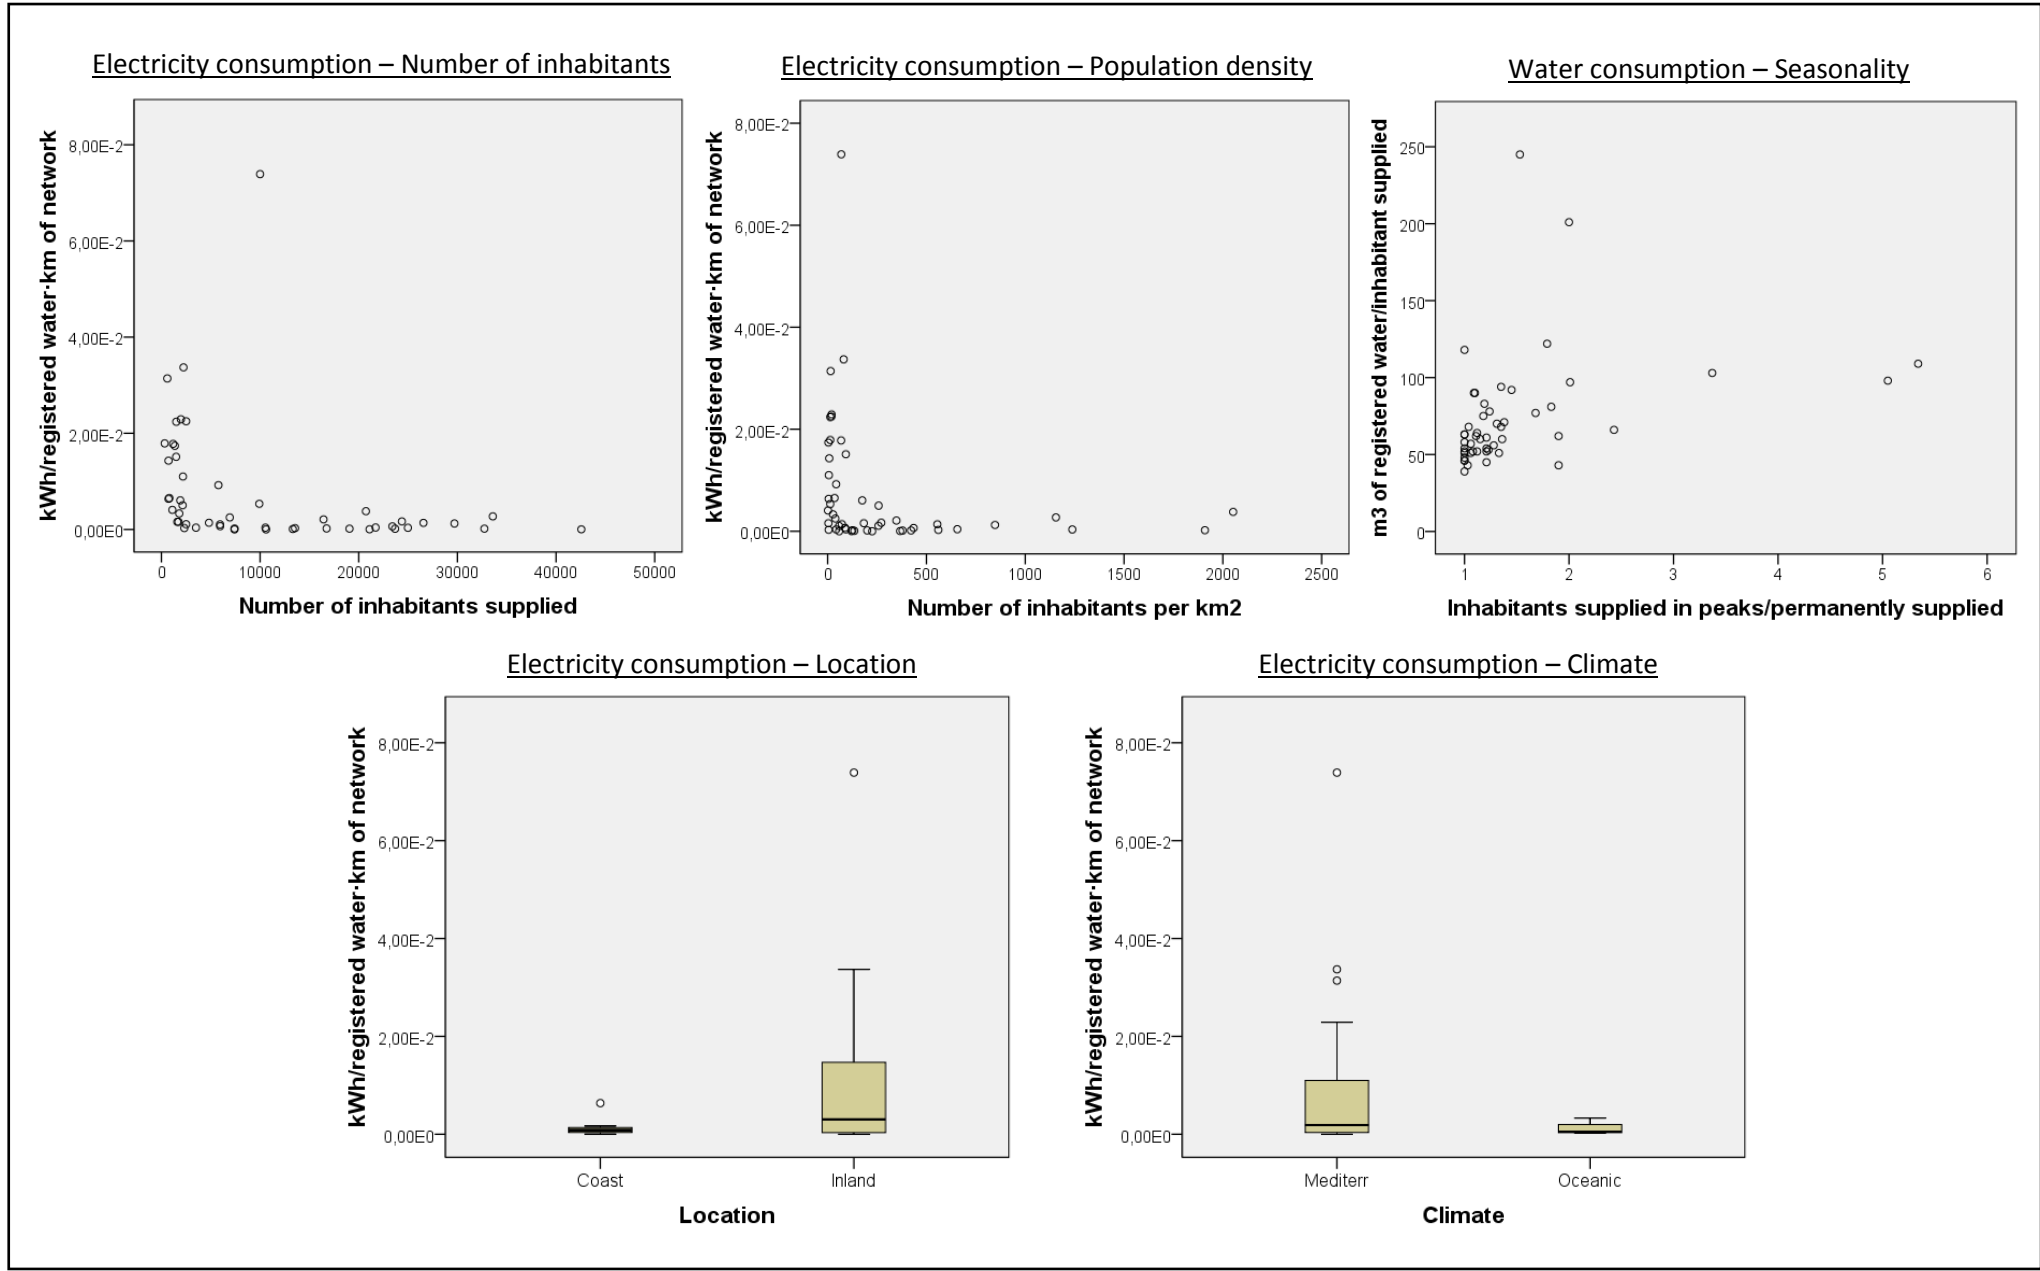 Electricity consumption – Number of inhabitants
kWh/registered water·km of network
8,00E-2
6,00E-2
4,00E-2
2,00E-2
0,00E0
0 10000 20000 30000 40000 50000
Number of inhabitants supplied
Electricity consumption – Population density
kWh/registered water·km of network
8,00E-2
6,00E-2
4,00E-2
2,00E-2
0,00E0
0 500 1000 1500 2000 2500
Number of inhabitants per km2
Water consumption – Seasonality
m3 of registered water/inhabitant supplied
250
200
150
100
50
0
1 2 3 4 5 6
Inhabitants supplied in peaks/permanently supplied
Electricity consumption – Location
kWh/registered water·km of network
8,00E-2
6,00E-2
4,00E-2
2,00E-2
0,00E0
Coast Inland
Location
Electricity consumption – Climate
kWh/registered water·km of network
8,00E-2
6,00E-2
4,00E-2
2,00E-2
0,00E0
Mediterr Oceanic
Climate